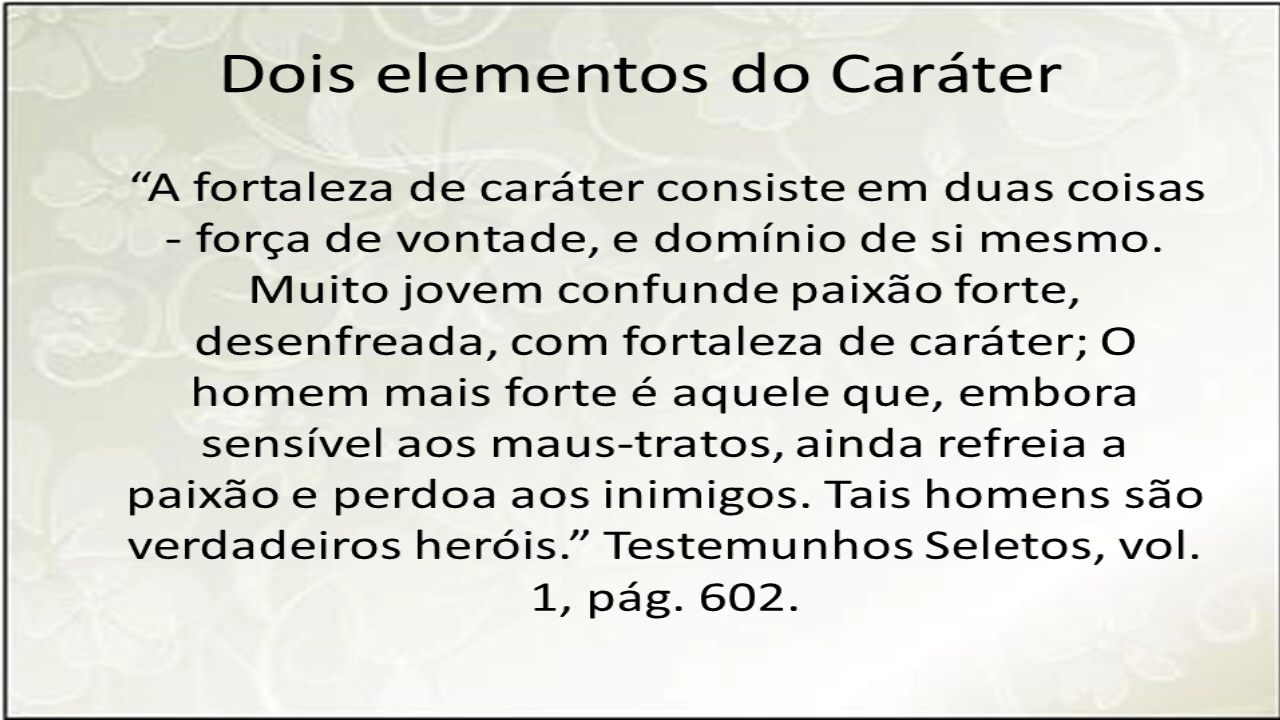 Dois elementos do Caráter
“A fortaleza de caráter consiste em duas coisas
- força de vontade, e domínio de si mesmo.
Muito jovem confunde paixão forte,
desenfreada, com fortaleza de caráter; O
homem mais forte é aquele que, embora
sensível aos maus-tratos, ainda refreia a
paixão e perdoa aos inimigos. Tais homens são
verdadeiros heróis.” Testemunhos Seletos, vol.
1, pág. 602.